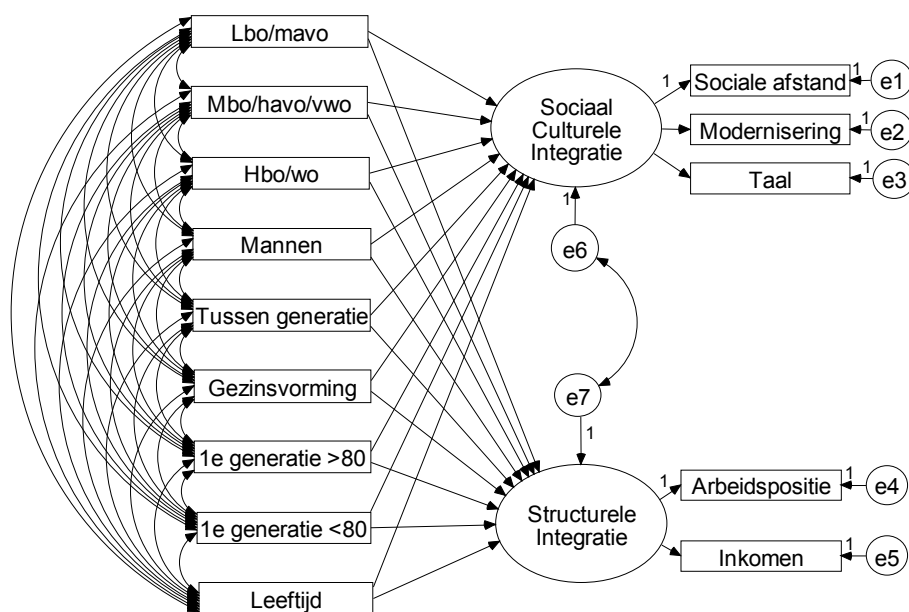 Lbo/mavo
Mbo/havo/vwo
Hbo/wo
Mannen
Tussen generatie
Gezinsvorming
1e generatie >80
1e generatie <80
Leeftijd
Sociaal
Culturele
Integratie
1
Sociale afstand
1
e1
Modernisering
1
e2
Taal
1
e3
1
e6
e7
1
Structurele
Integratie
1
Arbeidspositie
1
e4
Inkomen
1
e5